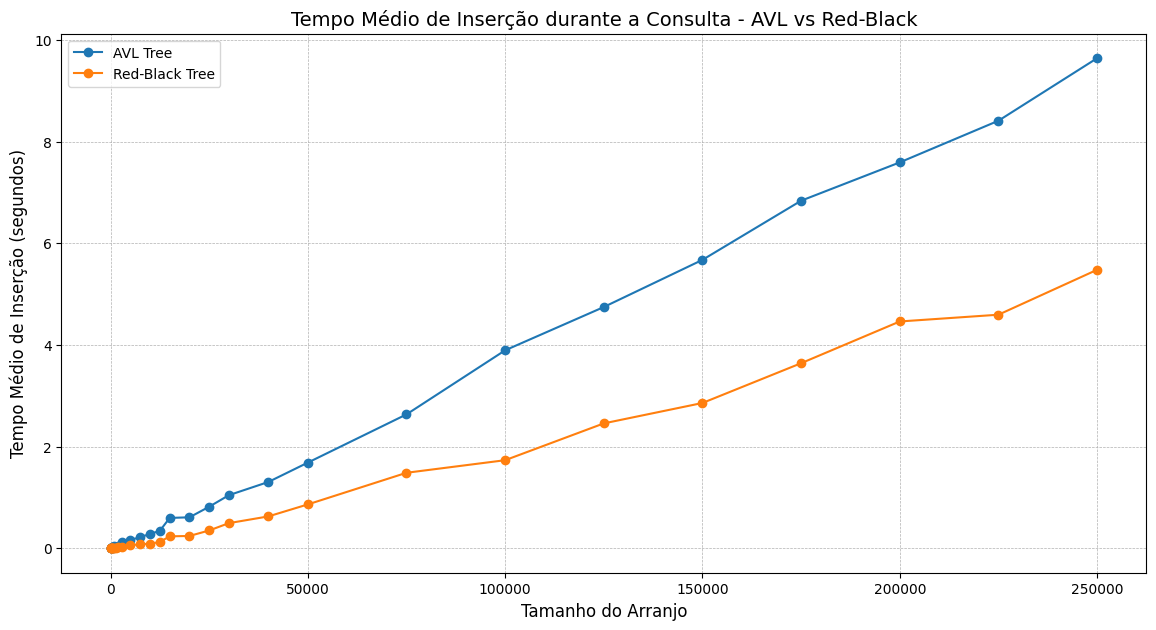 Tempo Médio de Inserção durante a Consulta - AVL vs Red-Black
AVL Tree
Red-Black Tree
Tempo Médio de Inserção (segundos)
10
8
6
4
2
0
0
50000
100000
150000
200000
250000
Tamanho do Arranjo